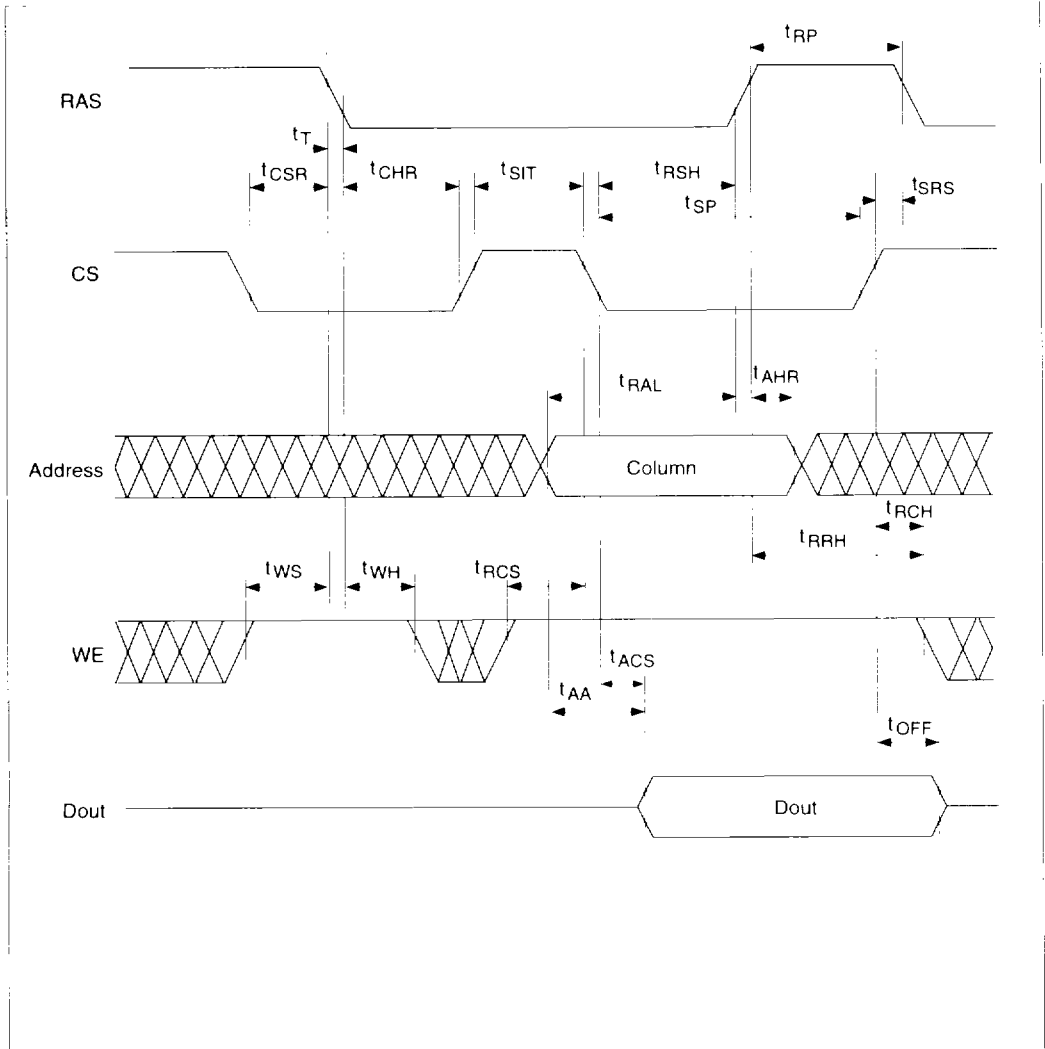 tRP
RAS
tT
tCSR
tCHR
tSIT
tRSH
tSP
tSRS
CS
tRAL
tAHR
Address
Column
tRCH
tRRH
tWS
tWH
tRCS
WE
tACS
tAA
tOFF
Dout
Dout